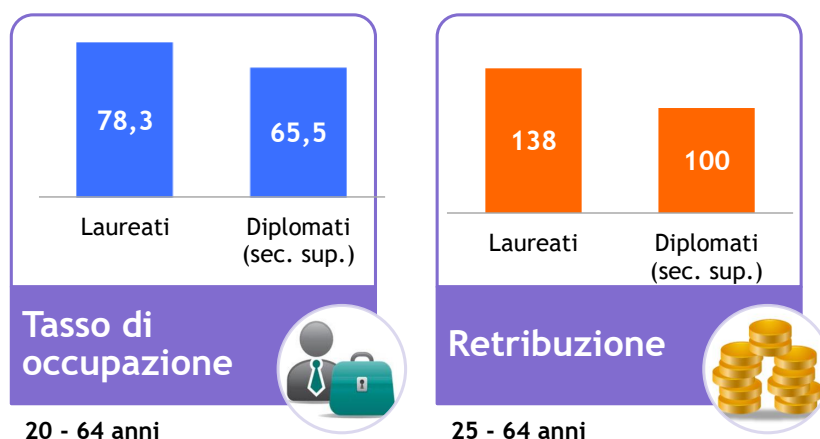 78,3
65,5
Laureati
Diplomati
(sec. sup.)
Tasso di
occupazione
20 - 64 anni
138
100
Laureati
Diplomati
(sec. sup.)
Retribuzione
25 - 64 anni